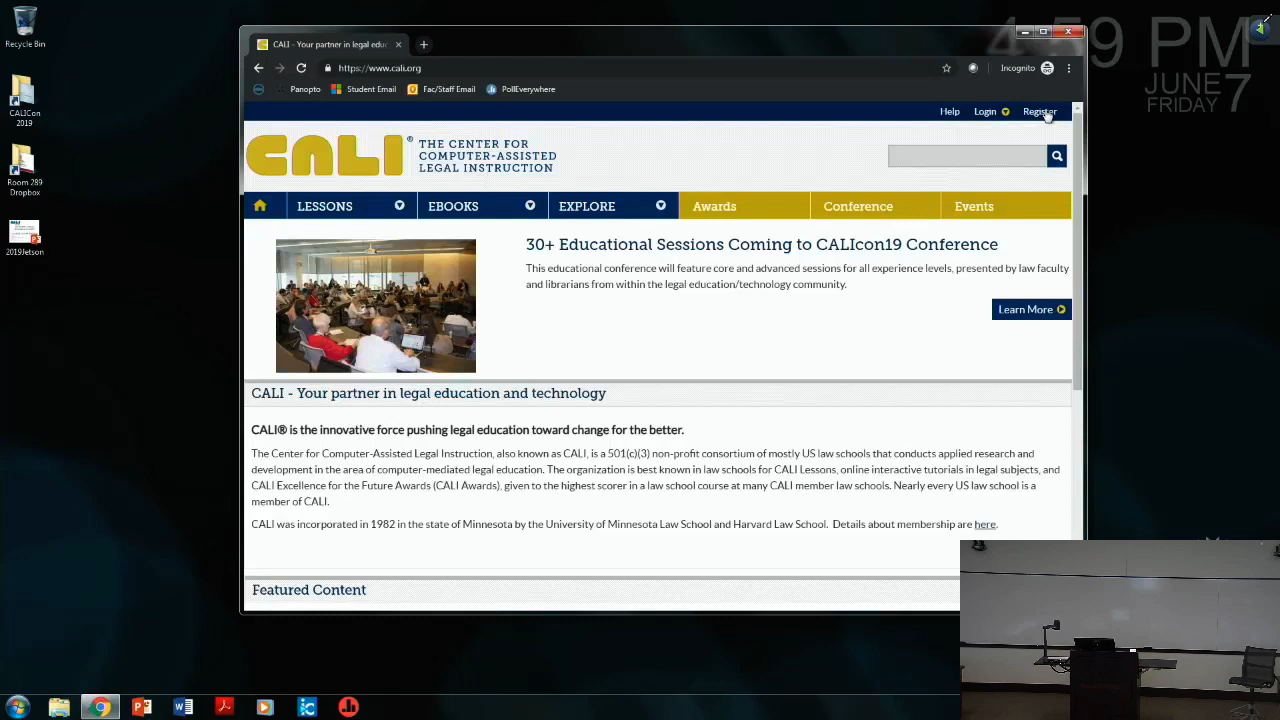 4:59 PM
JUNE 7
FRIDAY
Recycle Bin
CALICon
2019
Room 289
Dropbox
2019Jetson
CALI - Your partner in legal educ
https://www.cali.org
Incognito
Panopto
Student Email
Fac/Staff Email
PollEverywhere
Help
Login
Register
CALI®
THE CENTER FOR
COMPUTER-ASSISTED
LEGAL INSTRUCTION
LESSONS
EBOOKS
EXPLORE
Awards
Conference
Events
30+ Educational Sessions Coming to CALIcon19 Conference
This educational conference will feature core and advanced sessions for all experience levels, presented by law faculty
and librarians from within the legal education/technology community.
Learn More
CALI - Your partner in legal education and technology
CALI® is the innovative force pushing legal education toward change for the better.
The Center for Computer-Assisted Legal Instruction, also known as CALI, is a 501(c)(3) non-profit consortium of mostly US law schools that conducts applied research and
development in the area of computer-mediated legal education. The organization is best known in law schools for CALI Lessons, online interactive tutorials in legal subjects, and
CALI Excellence for the Future Awards (CALI Awards), given to the highest scorer in a law school course at many CALI member law schools. Nearly every US law school is a
member of CALI.
CALI was incorporated in 1982 in the state of Minnesota by the University of Minnesota Law School and Harvard Law School. Details about membership are here.
Featured Content